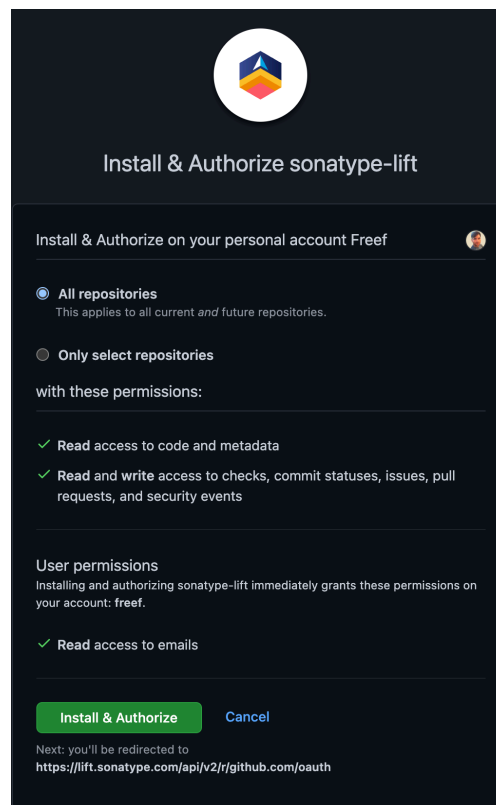 Install & Authorize sonatype-lift
Install & Authorize on your personal account Freef
All repositories
This applies to all current and future repositories.
Only select repositories
with these permissions:
Read access to code and metadata
Read and write access to checks, commit statuses, issues, pull
requests, and security events
User permissions
Installing and authorizing sonatype-lift immediately grants these permissions on
your account: freef.
Read access to emails
Install & Authorize Cancel
Next: you'll be redirected to
https://lift.sonatype.com/api/v2/r/github.com/oauth